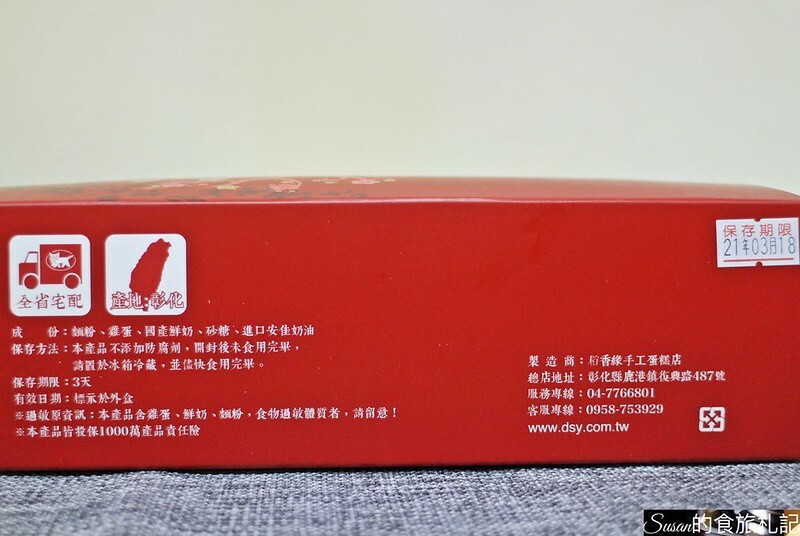 保存期限
21年03月18
全省宅配
產地:彰化
成　份：麵粉、雞蛋、國產鮮奶、砂糖、進口安佳奶油
保存方法：本產品不添加防腐劑，開封後未食用完畢，
請置於冰箱冷藏，並儘快食用完畢。
保存期限：3天
有效日期：標示於外盒
※過敏原資訊：本產品含雞蛋、鮮奶、麵粉，食物過敏體質者，請留意！
※本產品皆投保1000萬產品責任險
製造商：稻香緣手工蛋糕店
總店地址：彰化縣鹿港鎮復興路487號
服務專線：04-7766801
客服專線：0958-753929
www.dsy.com.tw
Susan的食旅札記